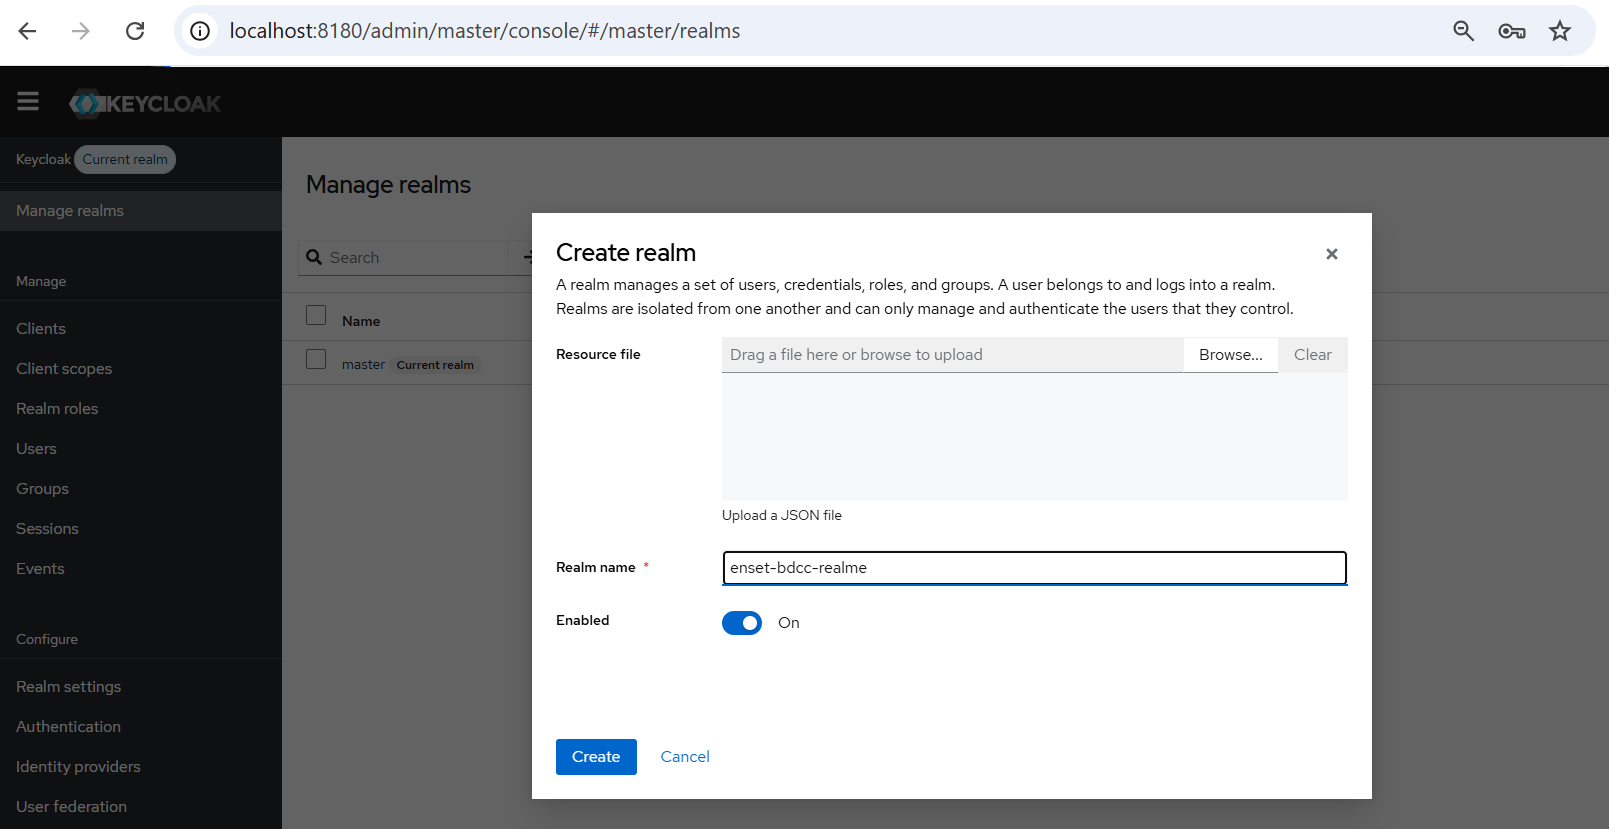 localhost:8180/admin/master/console/#/master/realms
KEYCLOAK
Keycloak Current realm
Manage realms
Manage
Clients
Client scopes
Realm roles
Users
Groups
Sessions
Events
Configure
Realm settings
Authentication
Identity providers
User federation
Manage realms
Search
Name
master Current realm
Create realm
A realm manages a set of users, credentials, roles, and groups. A user belongs to and logs into a realm.
Realms are isolated from one another and can only manage and authenticate the users that they control.
Resource file
Drag a file here or browse to upload Browse... Clear
Upload a JSON file
Realm name *
enset-bdcc-realme
Enabled
On
Create Cancel